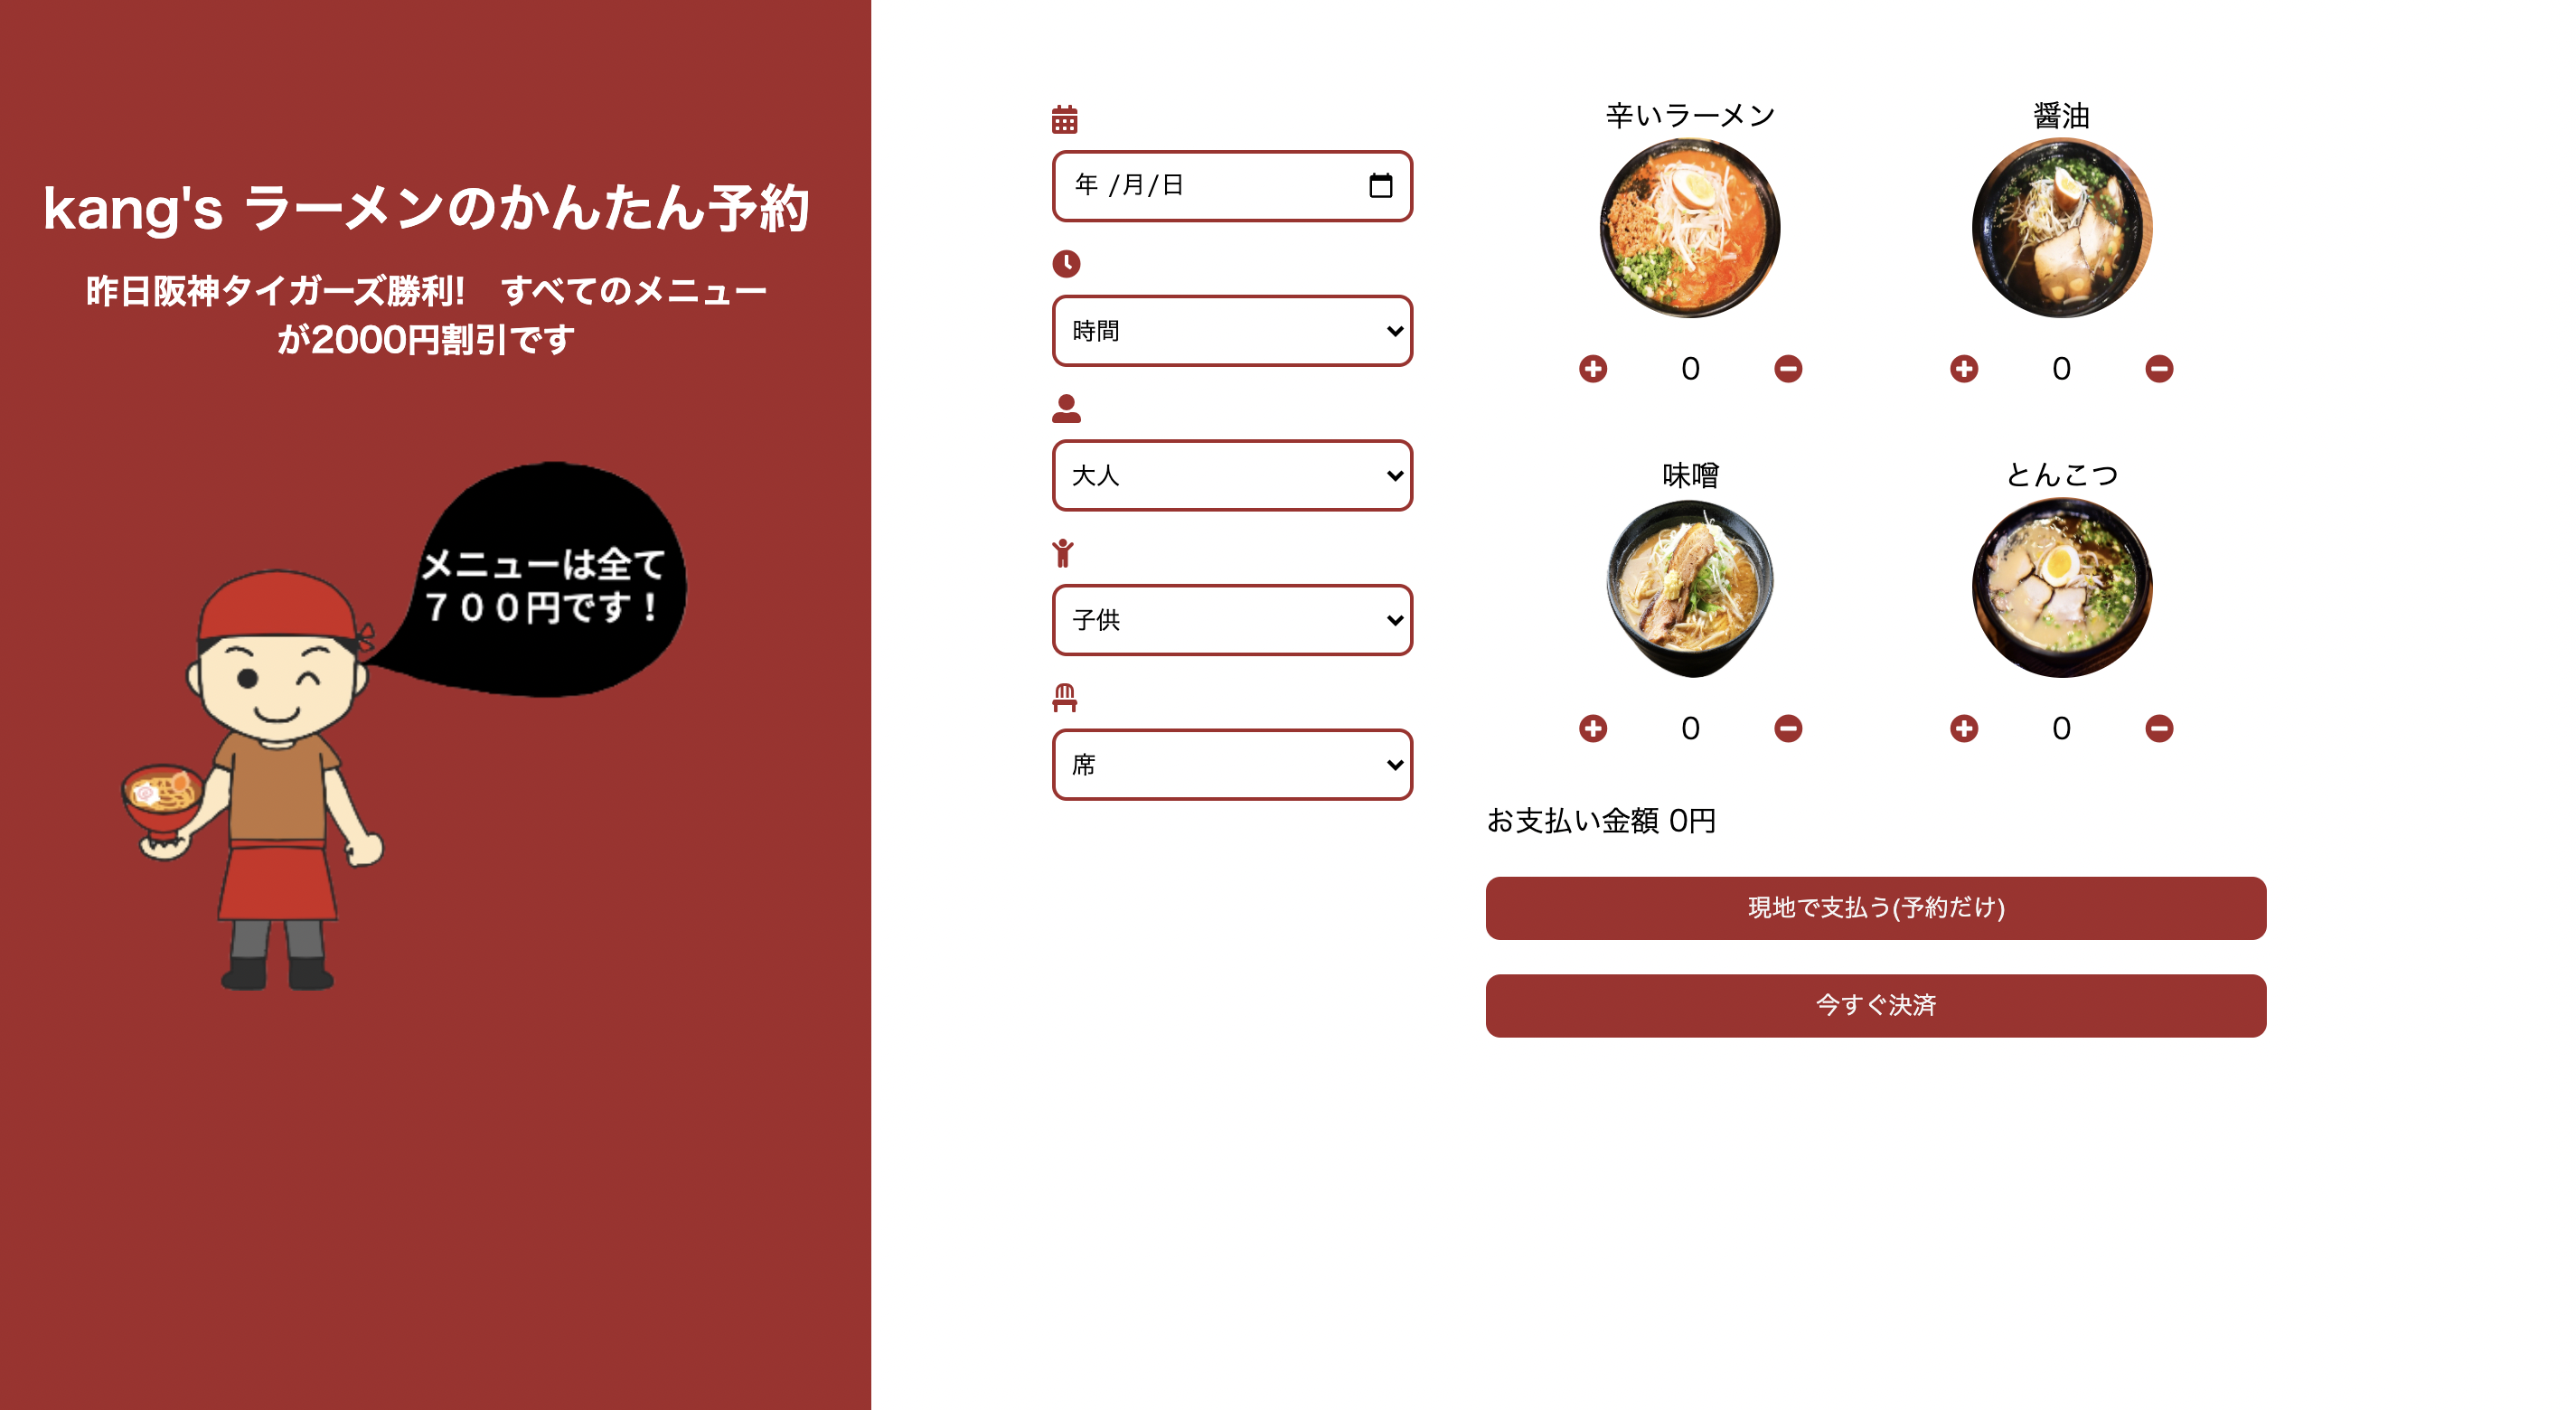 kang's ラーメンのかんたん予約
昨日阪神タイガーズ勝利!　すべてのメニュー
が2000円割引です
メニューは全て
７００円です！
年 /月/日
時間
大人
子供
席
辛いラーメン
醤油
0
0
味噌
とんこつ
0
0
お支払い金額 0円
現地で支払う(予約だけ)
今すぐ決済